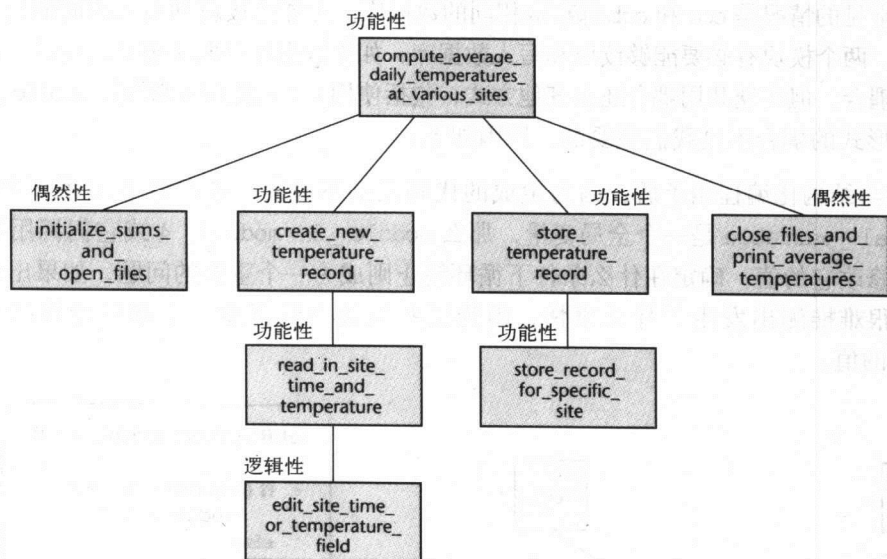 功能性
compute_average_
daily_temperatures_
at_various_sites
偶然性
initialize_sums_
and_
open_files
功能性
create_new_
temperature_
record
功能性
store_
temperature_
record
偶然性
close_files_and_
print_average_
temperatures
功能性
read_in_site_
time_and_
temperature
功能性
store_record_
for_specific_
site
逻辑性
edit_site_time_
or_temperature_
field